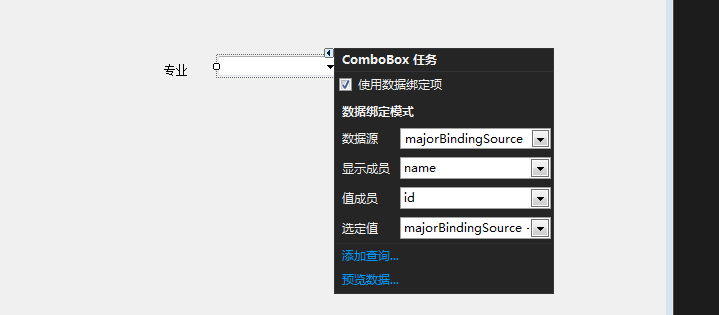 专业
ComboBox 任务
使用数据绑定项
数据绑定模式
数据源 majorBindingSource
显示成员 name
值成员 id
选定值 majorBindingSource -
添加查询...
预览数据...